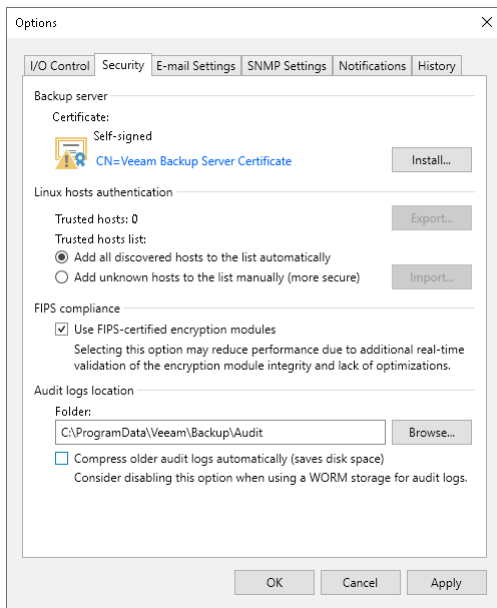 Options
I/O Control Security E-mail Settings SNMP Settings Notifications History
Backup server
Certificate:
Self-signed
CN=Veeam Backup Server Certificate
Install...
Linux hosts authentication
Trusted hosts: 0
Export...
Trusted hosts list:
Add all discovered hosts to the list automatically
Add unknown hosts to the list manually (more secure)
Import...
FIPS compliance
Use FIPS-certified encryption modules
Selecting this option may reduce performance due to additional real-time
validation of the encryption module integrity and lack of optimizations.
Audit logs location
Folder:
C:\ProgramData\Veeam\Backup\Audit
Browse...
Compress older audit logs automatically (saves disk space)
Consider disabling this option when using a WORM storage for audit logs.
OK Cancel Apply